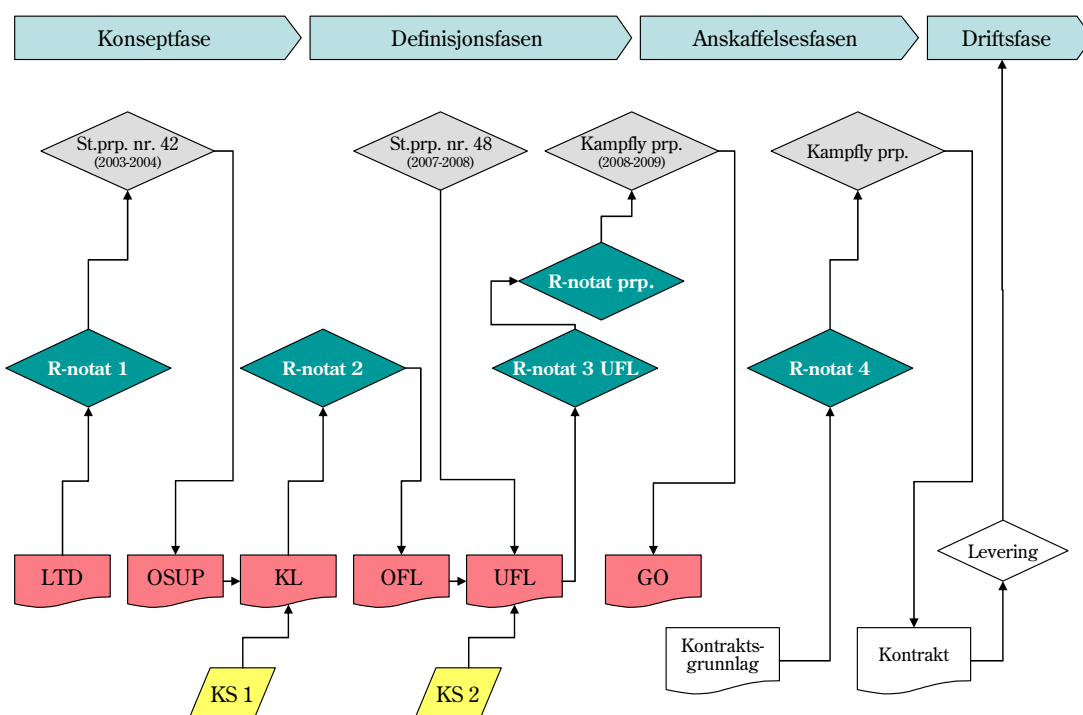 Konseptfase
Definisjonsfasen
Anskaffelsesfasen
Driftsfase
St.prp. nr. 42
(2003-2004)
St.prp. nr. 48
(2007-2008)
Kampfly prp.
(2008-2009)
Kampfly prp.
R-notat prp.
R-notat 1
R-notat 2
R-notat 3 UFL
R-notat 4
Levering
LTD
OSUP
KL
OFL
UFL
GO
Kontrakts-
grunnlag
Kontrakt
KS 1
KS 2